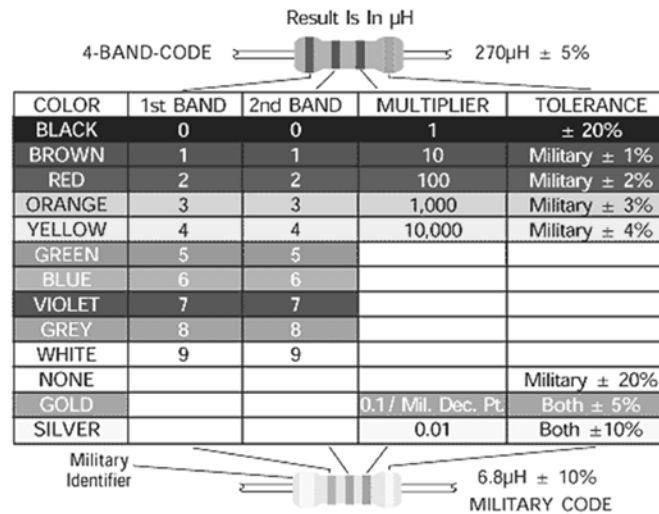 Result Is In µH
4-BAND-CODE 270µH ± 5%
COLOR 1st BAND 2nd BAND MULTIPLIER TOLERANCE
BLACK 0 0 1 ± 20%
BROWN 1 1 10 Military ± 1%
RED 2 2 100 Military ± 2%
ORANGE 3 3 1,000 Military ± 3%
YELLOW 4 4 10,000 Military ± 4%
GREEN 5 5
BLUE 6 6
VIOLET 7 7
GREY 8 8
WHITE 9 9
NONE Military ± 20%
GOLD 0.1/ Mil. Dec. Pt. Both ± 5%
SILVER 0.01 Both ±10%
Military
Identifier
6.8µH ± 10%
MILITARY CODE